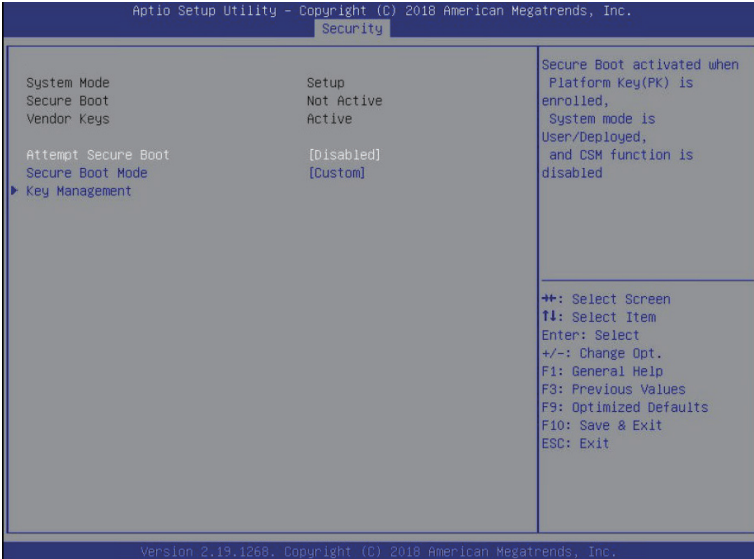 Aptio Setup Utility – Copyright (C) 2018 American Megatrends, Inc.
Security
System Mode Setup
Secure Boot Not Active
Vendor Keys Active
Attempt Secure Boot [Disabled]
Secure Boot Mode [Custom]
Key Management
Secure Boot activated when
Platform Key(PK) is
enrolled,
System mode is
User/Deployed,
and CSM function is
disabled
→←: Select Screen
↑↓: Select Item
Enter: Select
+/-: Change Opt.
F1: General Help
F3: Previous Values
F9: Optimized Defaults
F10: Save & Exit
ESC: Exit
Version 2.19.1268. Copyright (C) 2018 American Megatrends, Inc.